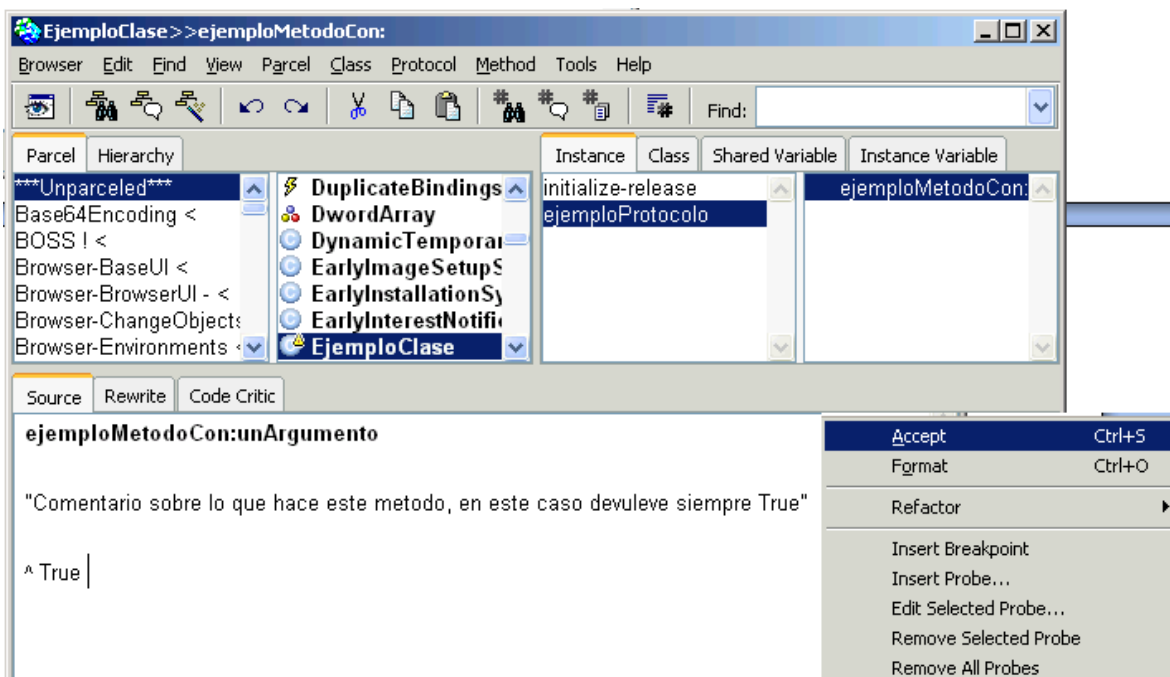 EjemploClase>>ejemploMetodoCon:
Browser Edit Find View Parcel Class Protocol Method Tools Help
Find:
Parcel Hierarchy
Instance Class Shared Variable Instance Variable
***Unparceled***
Base64Encoding <
BOSS ! <
Browser-BaseUI <
Browser-BrowserUI - <
Browser-ChangeObjects
Browser-Environments <
DuplicateBindings
DwordArray
DynamicTemporar
EarlyImageSetupS
EarlyInstallationSy
EarlyInterestNotific
EjemploClase
initialize-release
ejemploProtocolo
ejemploMetodoCon:
Source Rewrite Code Critic
ejemploMetodoCon:unArgumento
"Comentario sobre lo que hace este metodo, en este caso devuleve siempre True"
^ True
Accept Ctrl+S
Format Ctrl+O
Refactor
Insert Breakpoint
Insert Probe...
Edit Selected Probe...
Remove Selected Probe
Remove All Probes